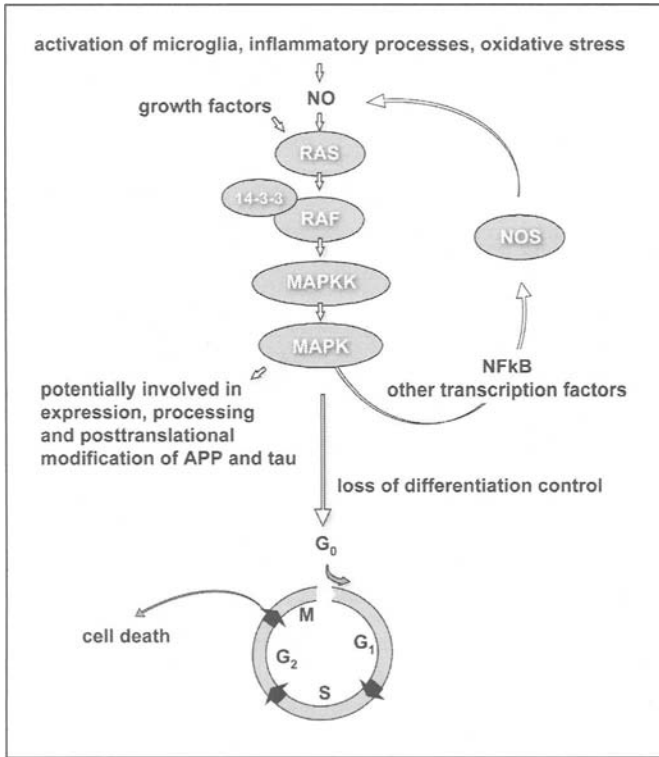 activation of microglia, inflammatory processes, oxidative stress
NO
growth factors
RAS
14-3-3
RAF
NOS
MAPKK
MAPK
NFkB
other transcription factors
potentially involved in
expression, processing
and posttranslational
modification of APP and tau
loss of differentiation control
G₀
M
cell death
G₁
G₂
S